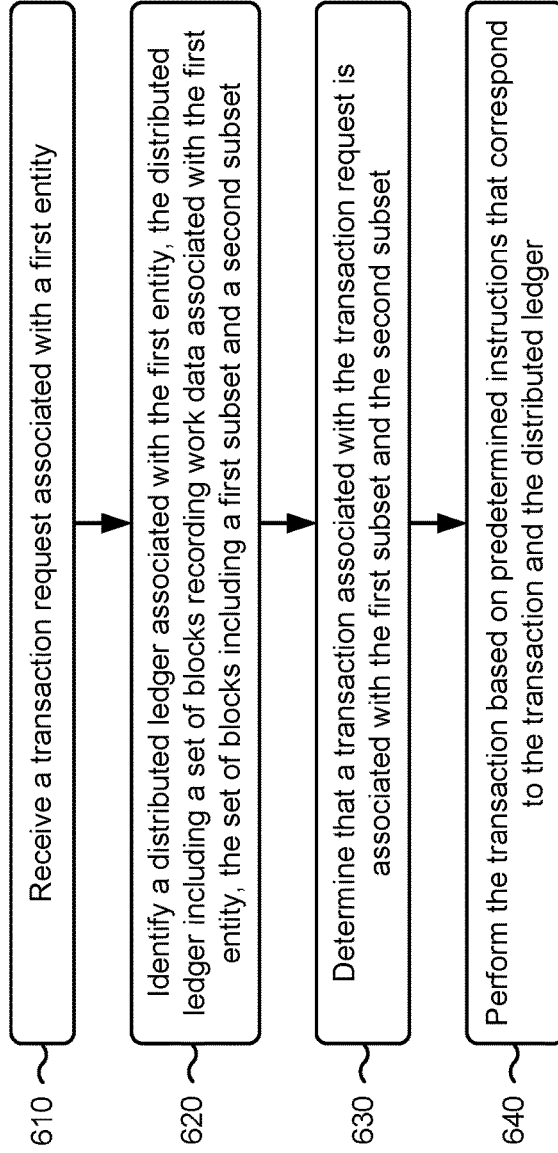 610
Receive a transaction request associated with a first entity
620
Identify a distributed ledger associated with the first entity, the distributed
ledger including a set of blocks recording work data associated with the first
entity, the set of blocks including a first subset and a second subset
630
Determine that a transaction associated with the transaction request is
associated with the first subset and the second subset
640
Perform the transaction based on predetermined instructions that correspond
to the transaction and the distributed ledger